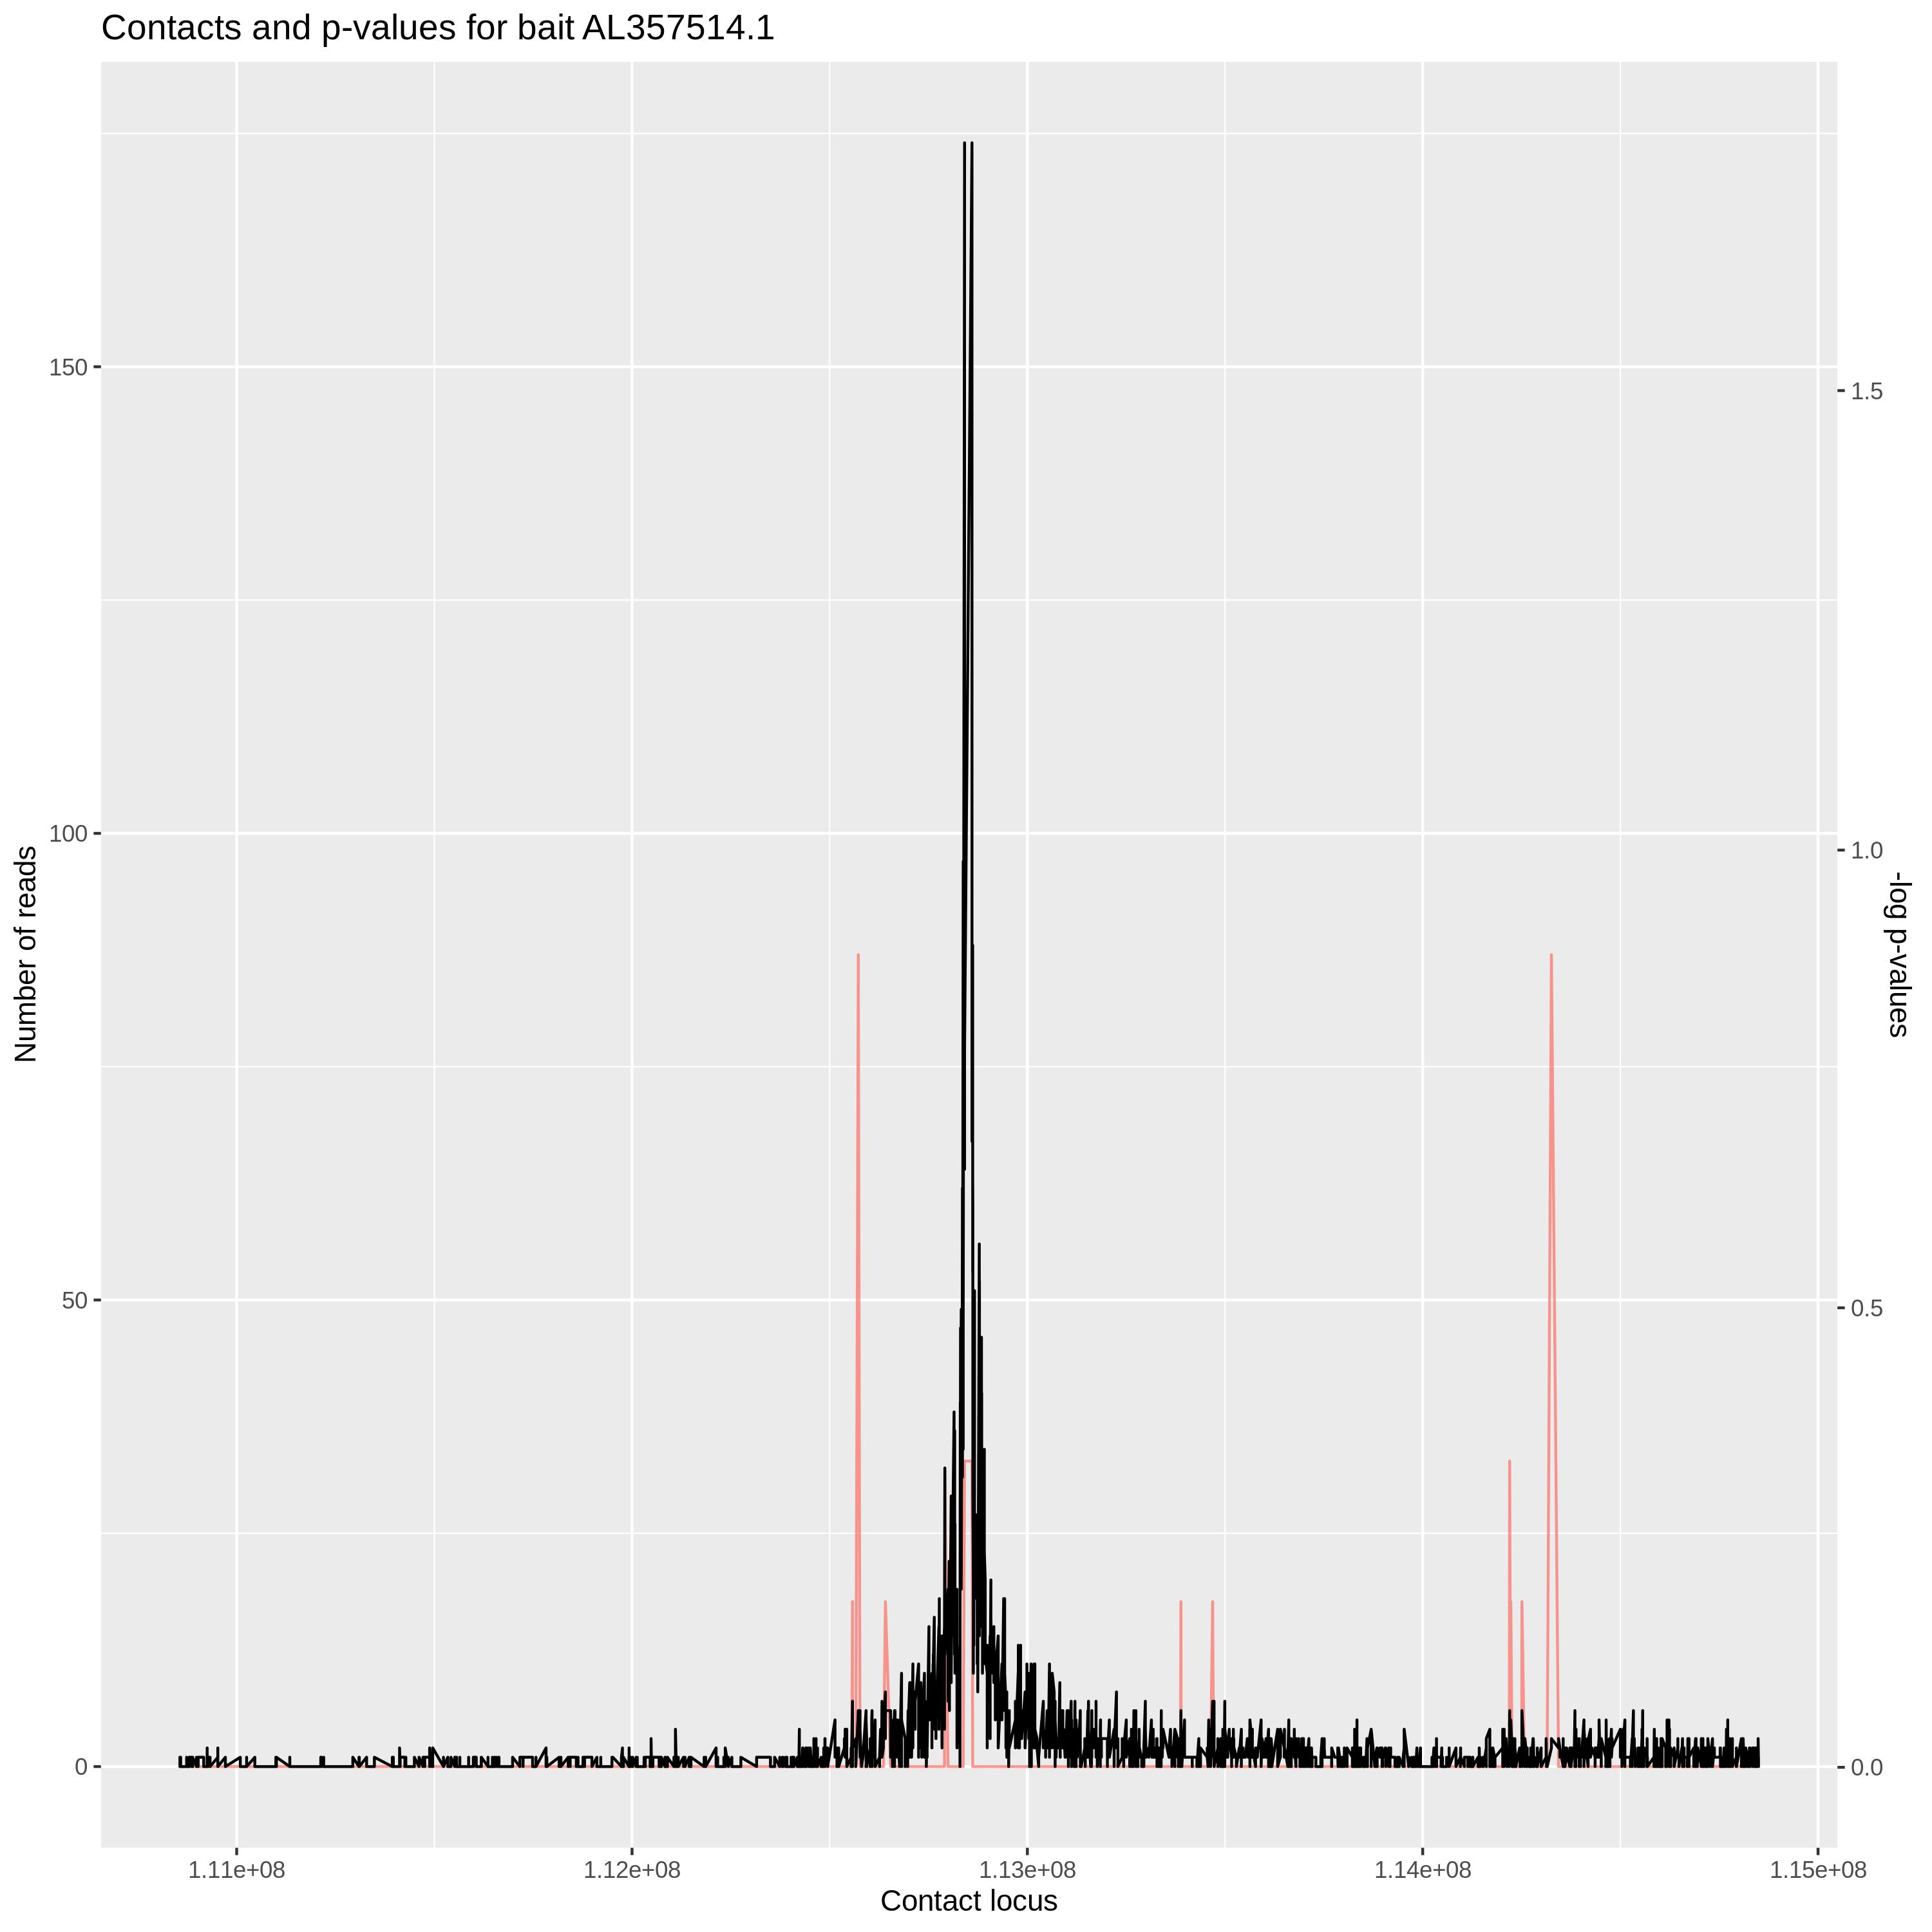 Contacts and p-values for bait AL357514.1
Number of reads
150
100
50
0
1.5
1.0
0.5
0.0
-log p-values
1.11e+08
1.12e+08
1.13e+08
1.14e+08
1.15e+08
Contact locus